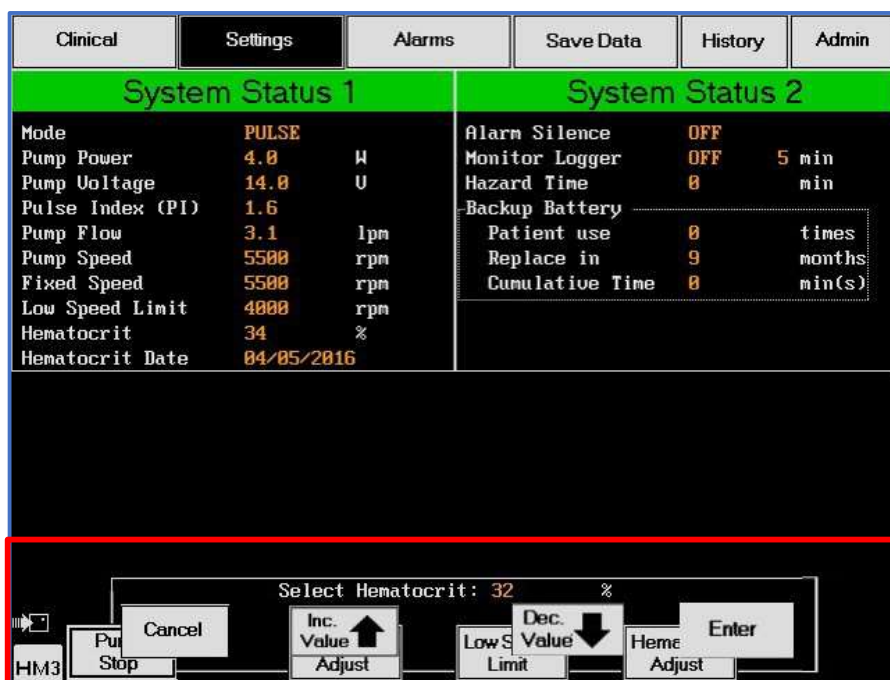 Clinical Settings Alarms Save Data History Admin
System Status 1
Mode PULSE
Pump Power 4.0 W
Pump Voltage 14.0 V
Pulse Index (PI) 1.6
Pump Flow 3.1 lpm
Pump Speed 5500 rpm
Fixed Speed 5500 rpm
Low Speed Limit 4000 rpm
Hematocrit 34 %
Hematocrit Date 04/05/2016
System Status 2
Alarm Silence OFF
Monitor Logger OFF 5 min
Hazard Time 0 min
Backup Battery
Patient use 0 times
Replace in 9 months
Cumulative Time 0 min(s)
Select Hematocrit: 32 %
Cancel
Inc.
Value
Dec.
Value
Enter
Pu
Stop
Adjust
Low S
Limit
Hema
Adjust
HM3